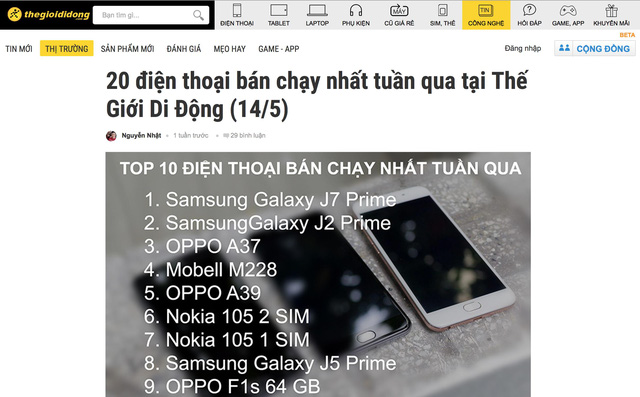 thegioididong
.com
Bạn tìm gì...
ĐIỆN THOẠI
TABLET
LAPTOP
PHỤ KIỆN
MÁY
CŨ GIÁ RẺ
SIM, THẺ
TIN
CÔNG NGHỆ
HỎI ĐÁP
GAME, APP
KHUYẾN MÃI
BETA
TIN MỚI
THỊ TRƯỜNG
SẢN PHẨM MỚI
ĐÁNH GIÁ
MẸO HAY
GAME - APP
Đăng nhập
CỘNG ĐỒNG
20 điện thoại bán chạy nhất tuần qua tại Thế
Giới Di Động (14/5)
Nguyễn Nhật • 1 tuần trước • 29 bình luận
TOP 10 ĐIỆN THOẠI BÁN CHẠY NHẤT TUẦN QUA
1. Samsung Galaxy J7 Prime
2. SamsungGalaxy J2 Prime
3. OPPO A37
4. Mobell M228
5. OPPO A39
6. Nokia 105 2 SIM
7. Nokia 105 1 SIM
8. Samsung Galaxy J5 Prime
9. OPPO F1s 64 GB